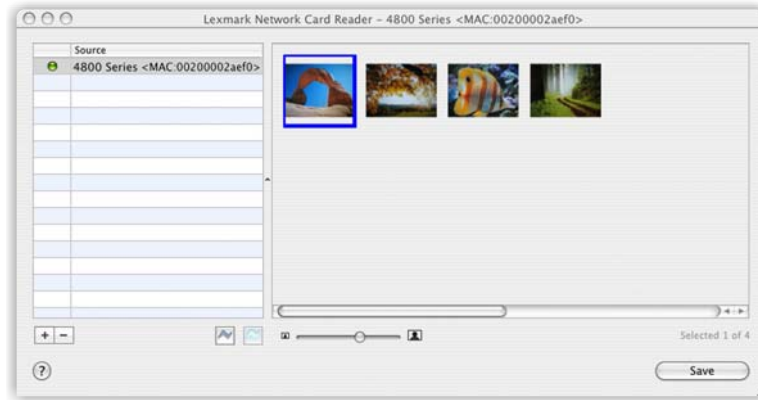 Lexmark Network Card Reader – 4800 Series <MAC:00200002aef0>
Source
4800 Series <MAC:00200002aef0>
+ −
Selected 1 of 4
?
Save